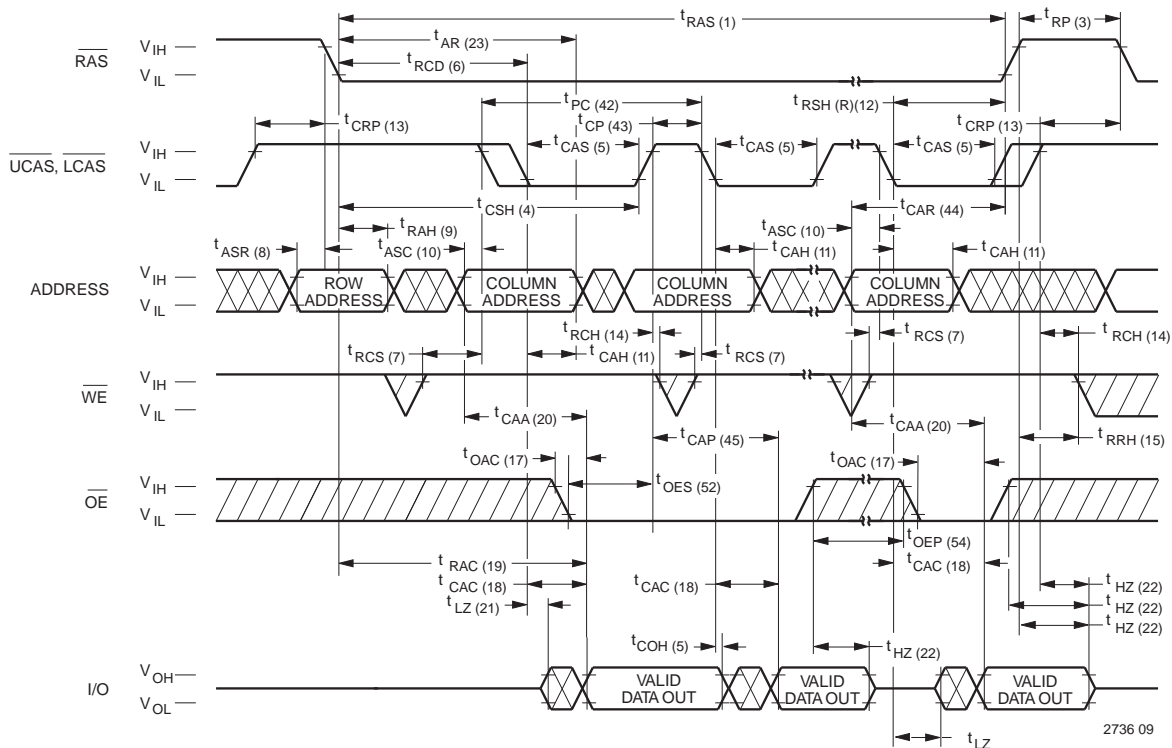 t RAS (1)
t RP (3)
t AR (23)
RAS
V IH
V IL
t RCD (6)
t PC (42)
t RSH (R)(12)
t CRP (13)
t CP (43)
t CRP (13)
UCAS, LCAS
V IH
V IL
t CAS (5)
t CAS (5)
t CAS (5)
t CSH (4)
t CAR (44)
t RAH (9)
t ASC (10)
t ASR (8)
t ASC (10)
t CAH (11)
t CAH (11)
ADDRESS
V IH
V IL
ROW ADDRESS
COLUMN ADDRESS
COLUMN ADDRESS
COLUMN ADDRESS
t RCH (14)
t RCS (7)
t RCH (14)
t RCS (7)
t CAH (11)
t RCS (7)
WE
V IH
V IL
t CAA (20)
t CAP (45)
t CAA (20)
t RRH (15)
t OAC (17)
t OAC (17)
OE
V IH
V IL
t OES (52)
t OEP (54)
t RAC (19)
t CAC (18)
t CAC (18)
t CAC (18)
t HZ (22)
t LZ (21)
t HZ (22)
t HZ (22)
t COH (5)
t HZ (22)
I/O
V OH
V OL
VALID DATA OUT
VALID DATA OUT
VALID DATA OUT
t LZ
2736 09